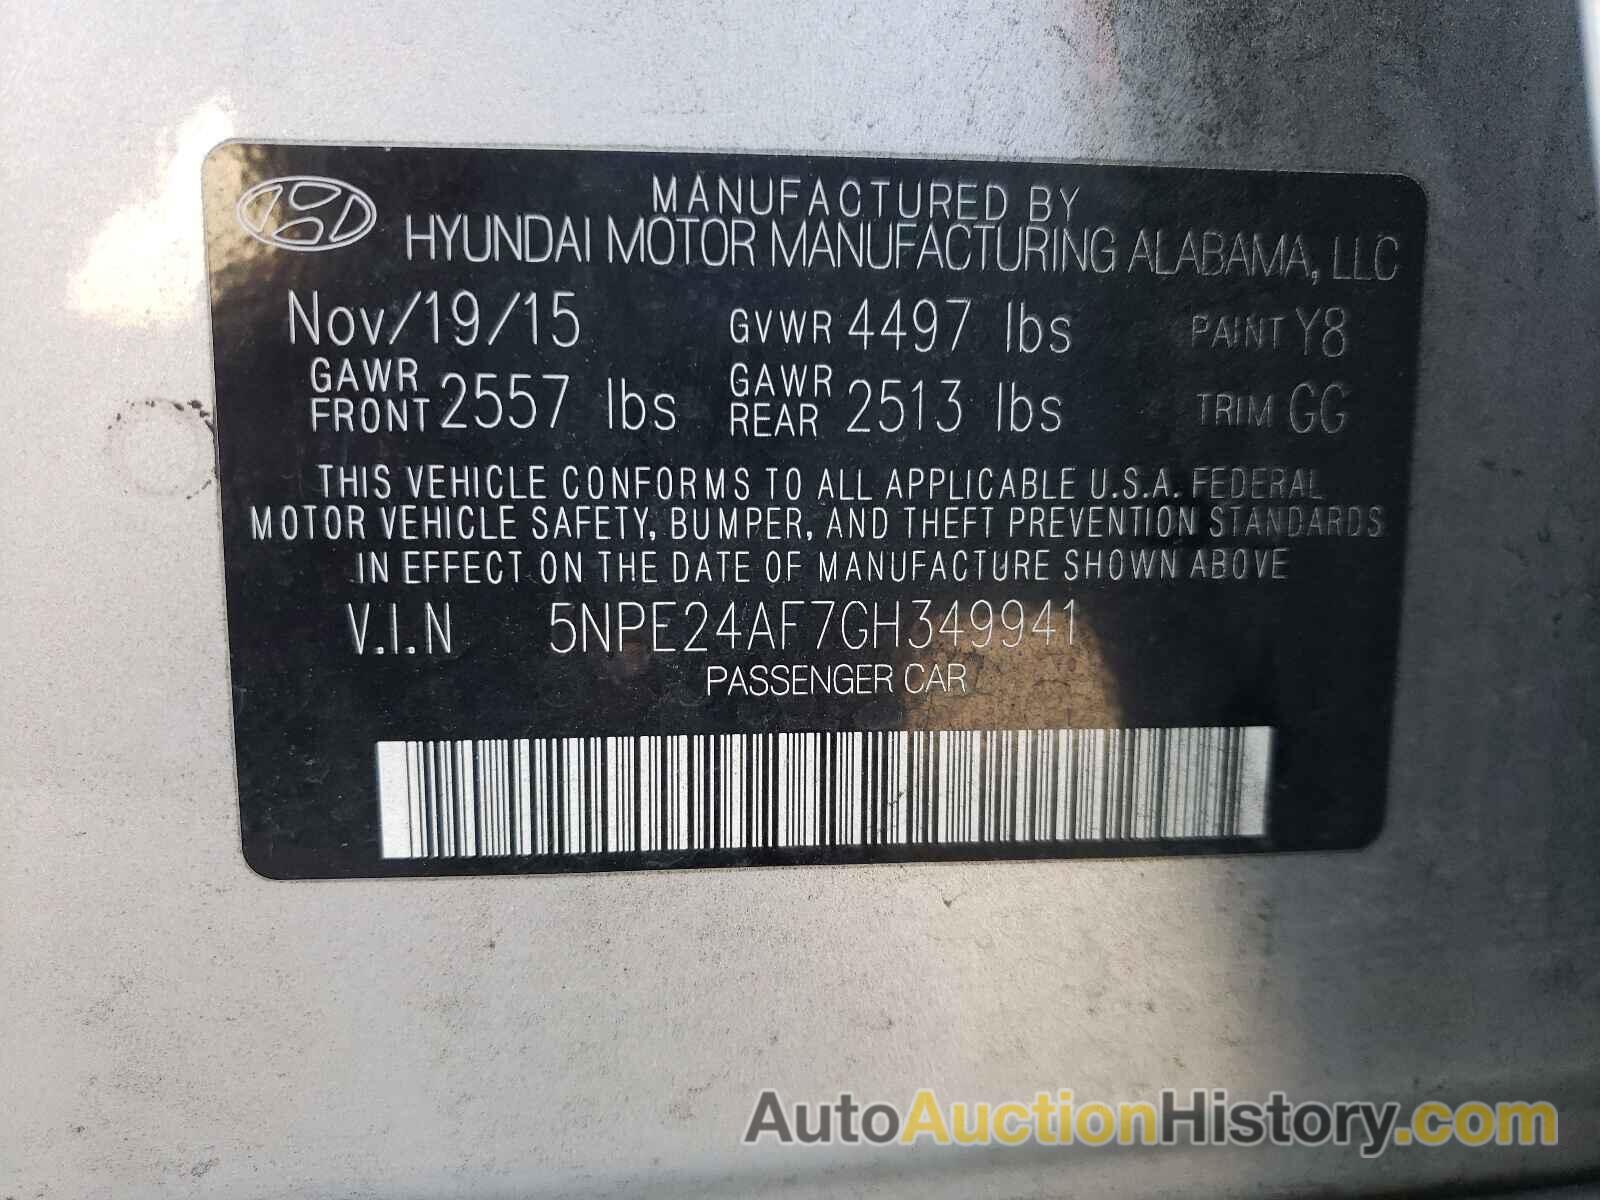 MANUFACTURED BY
HYUNDAI MOTOR MANUFACTURING ALABAMA, LLC
Nov/19/15 GVWR 4497 lbs PAINT Y8
GAWR FRONT 2557 lbs GAWR REAR 2513 lbs TRIM GG
THIS VEHICLE CONFORMS TO ALL APPLICABLE U.S.A. FEDERAL
MOTOR VEHICLE SAFETY, BUMPER, AND THEFT PREVENTION STANDARDS
IN EFFECT ON THE DATE OF MANUFACTURE SHOWN ABOVE
V.I.N 5NPE24AF7GH349941
PASSENGER CAR
AutoAuctionHistory.com